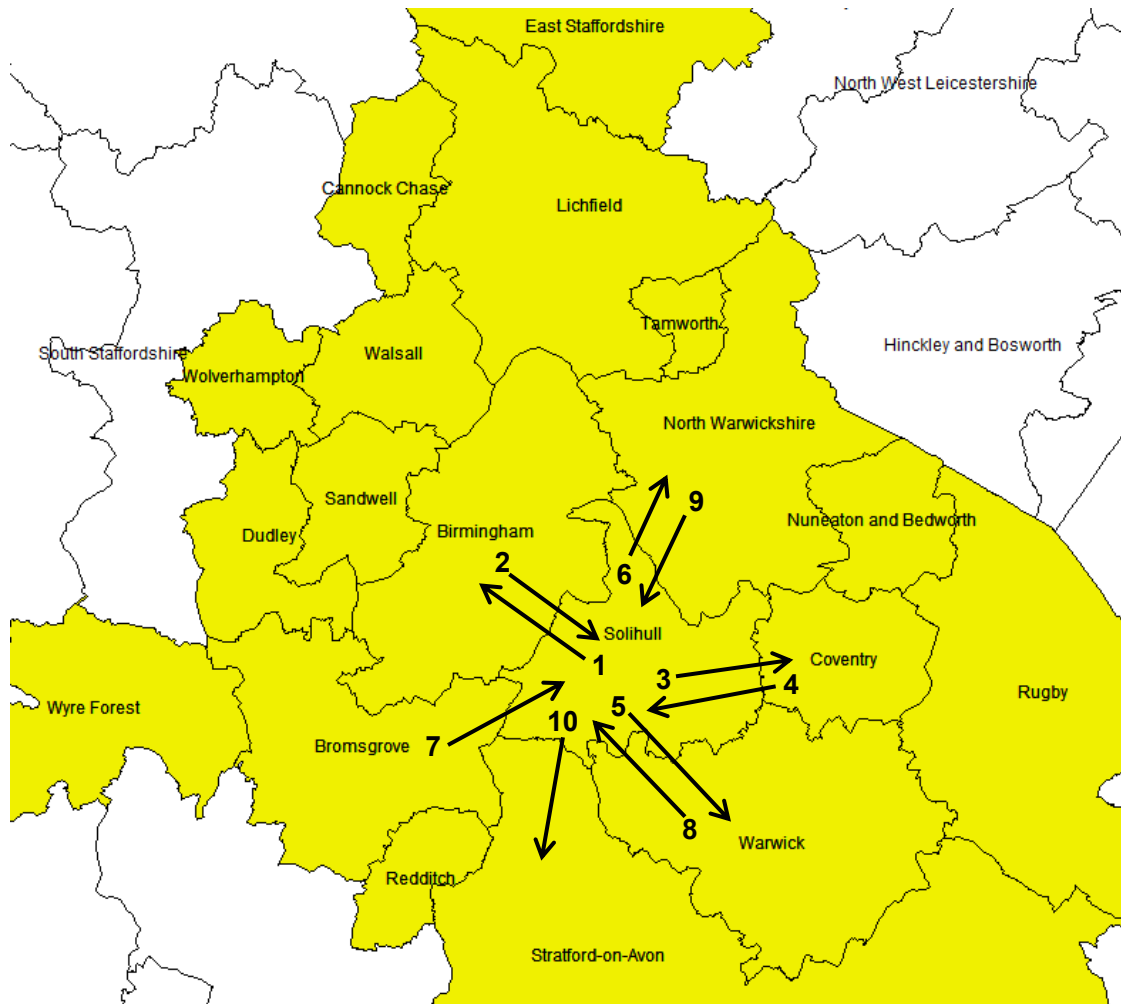 East Staffordshire
North West Leicestershire
Cannock Chase
Lichfield
Tamworth
South Staffordshire
Walsall
Hinckley and Bosworth
Wolverhampton
North Warwickshire
Sandwell
9
Nuneaton and Bedworth
Birmingham
Dudley
2
6
Solihull
1
Coventry
3
4
Rugby
Wyre Forest
5
10
7
Bromsgrove
8
Warwick
Redditch
Stratford-on-Avon